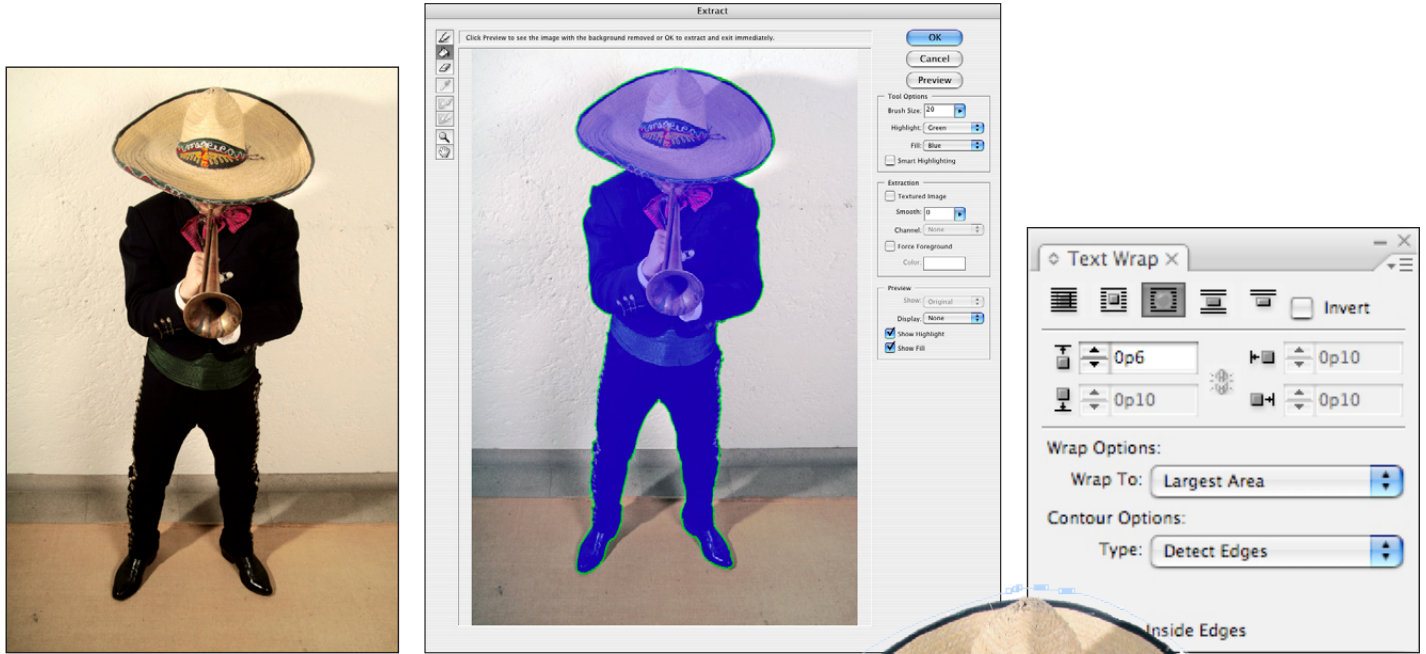 Extract
Click Preview to see the image with the background removed or OK to extract and exit immediately.
OK
Cancel
Preview
Tool Options
Brush Size: 20
Highlight: Green
Fill: Blue
Smart Highlighting
Extraction
Textured Image
Smooth: 0
Channel: None
Force Foreground
Color:
Preview
Show: Original
Display: None
Show Highlight
Show Fill
Text Wrap
Invert
0p6
0p10
0p10
0p10
Wrap Options:
Wrap To: Largest Area
Contour Options:
Type: Detect Edges
Inside Edges